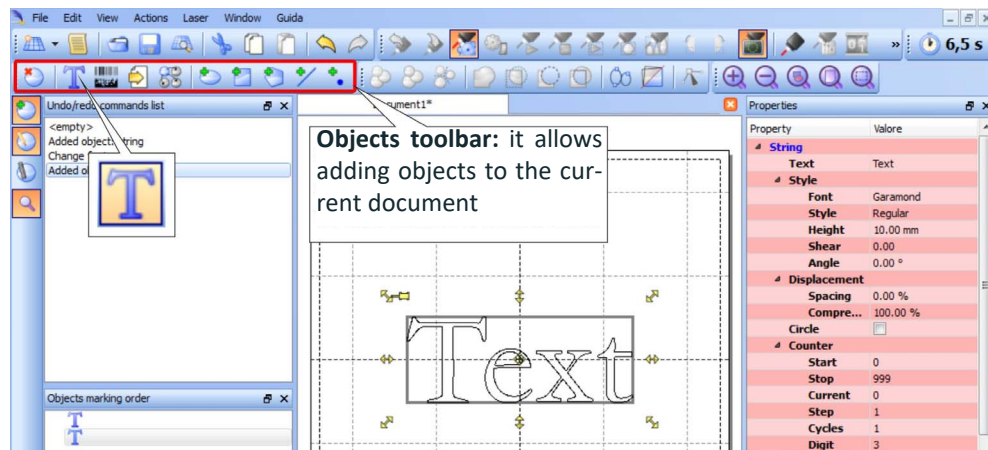 File Edit View Actions Laser Window Guida
» 6,5 s
Undo/redo commands list
<empty>
Added object: String
Change
Added
ument1*
Objects toolbar: it allows
adding objects to the cur-
rent document
Text
Objects marking order
T
T
Properties
Property Valore
String
Text Text
Style
Font Garamond
Style Regular
Height 10.00 mm
Shear 0.00
Angle 0.00 °
Displacement
Spacing 0.00 %
Compre... 100.00 %
Circle
Counter
Start 0
Stop 999
Current 0
Step 1
Cycles 1
Digit 3